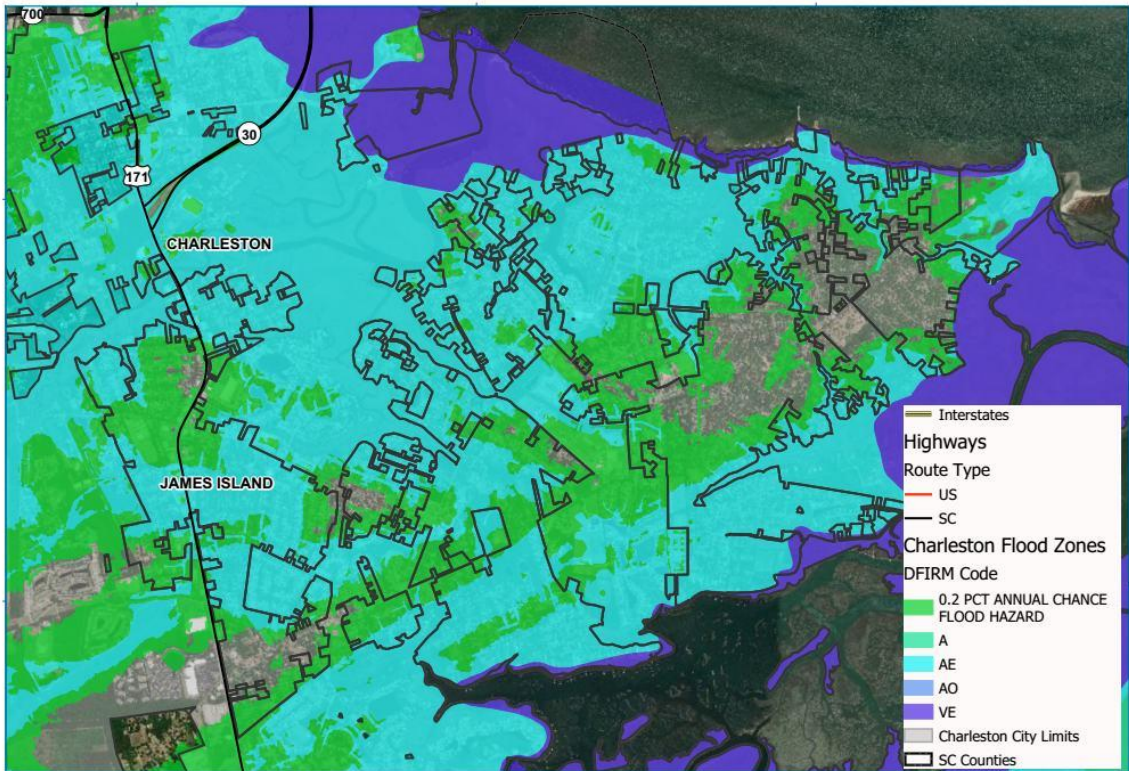 700
30
171
CHARLESTON
JAMES ISLAND
Interstates
Highways
Route Type
US
SC
Charleston Flood Zones
DFIRM Code
0.2 PCT ANNUAL CHANCE
FLOOD HAZARD
A
AE
AO
VE
Charleston City Limits
SC Counties